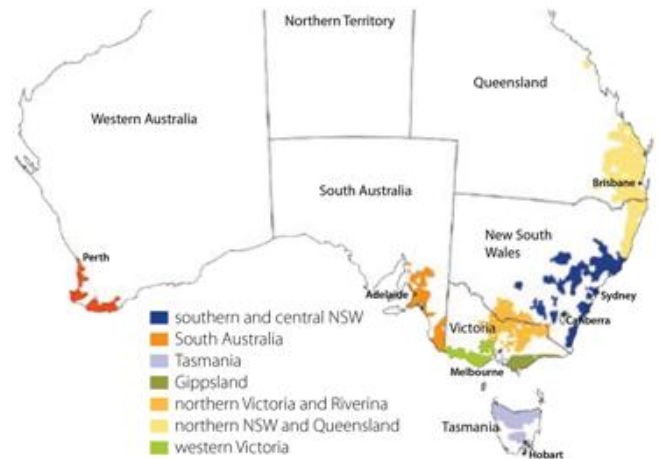 Northern Territory
Queensland
Western Australia
Brisbane
South Australia
New South
Wales
Perth
Adelaide
Sydney
Canberra
Victoria
Melbourne
southern and central NSW
South Australia
Tasmania
Gippsland
northern Victoria and Riverina
northern NSW and Queensland
western Victoria
Tasmania
Hobart